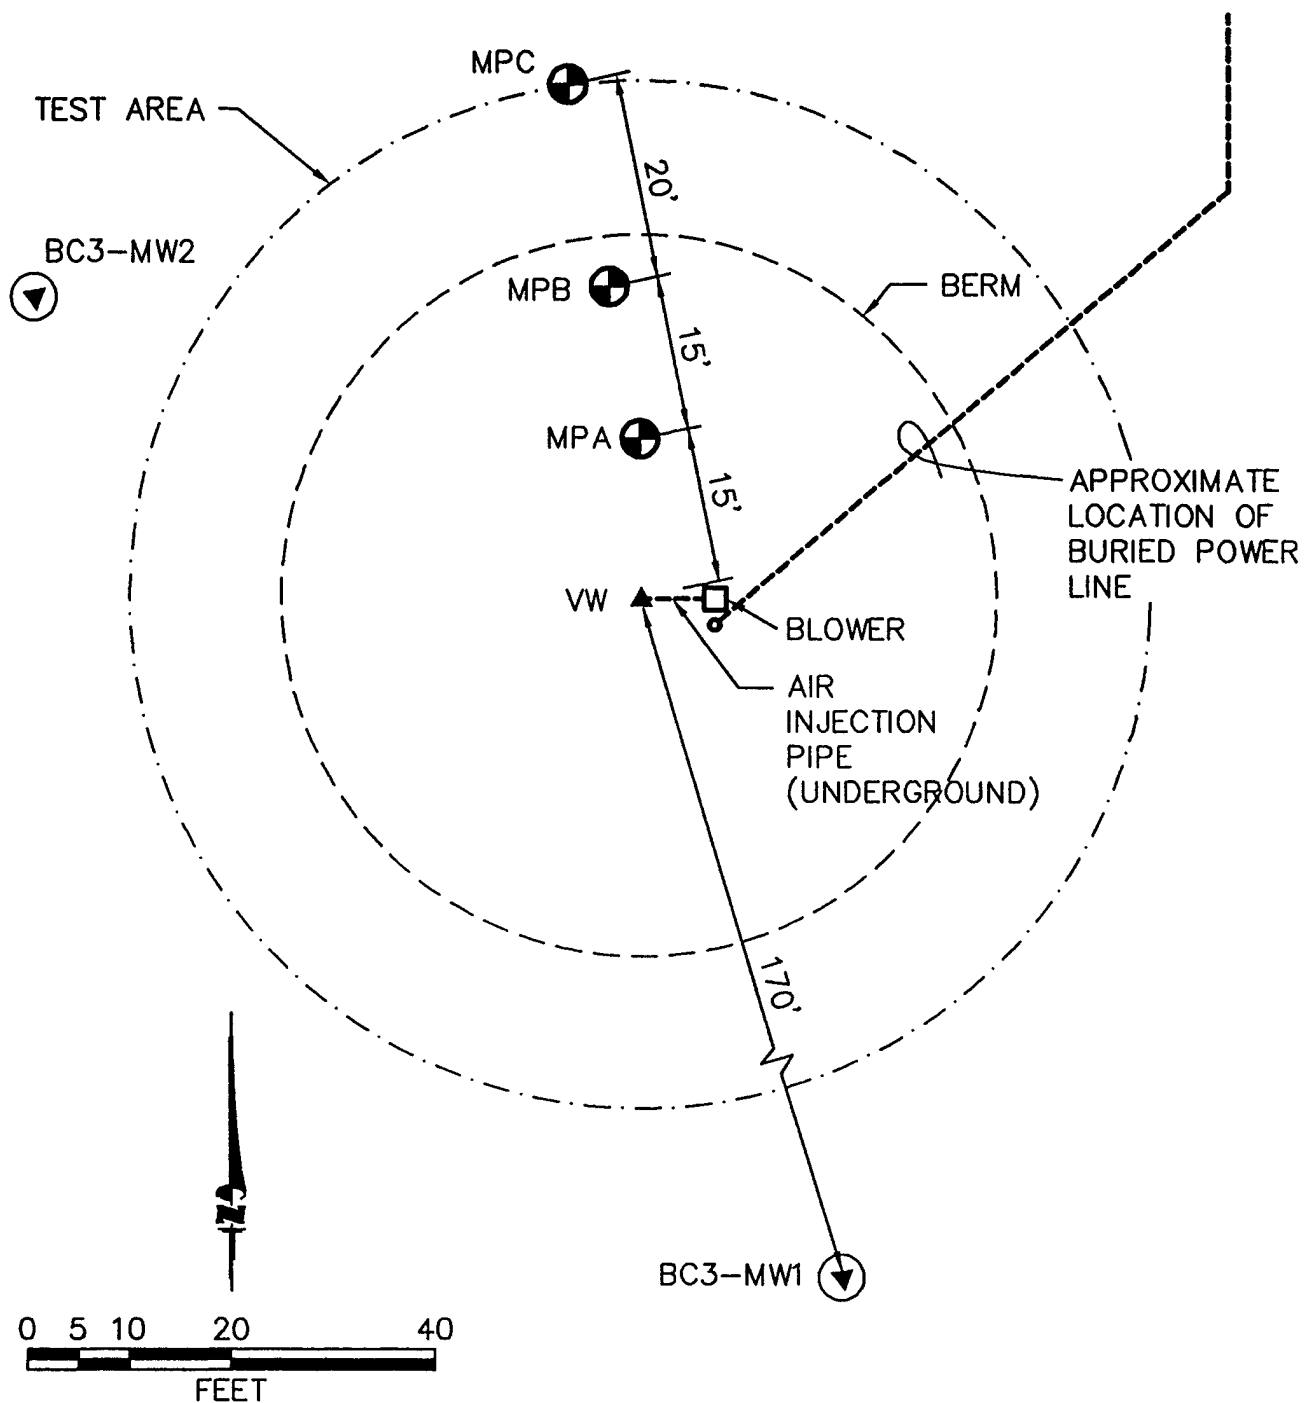 MPC
TEST AREA
20'
BC3-MW2
MPB
BERM
15'
MPA
15'
APPROXIMATE
LOCATION OF
BURIED POWER
LINE
VW
BLOWER
AIR
INJECTION
PIPE
(UNDERGROUND)
170'
N
BC3-MW1
0 5 10 20 40
FEET